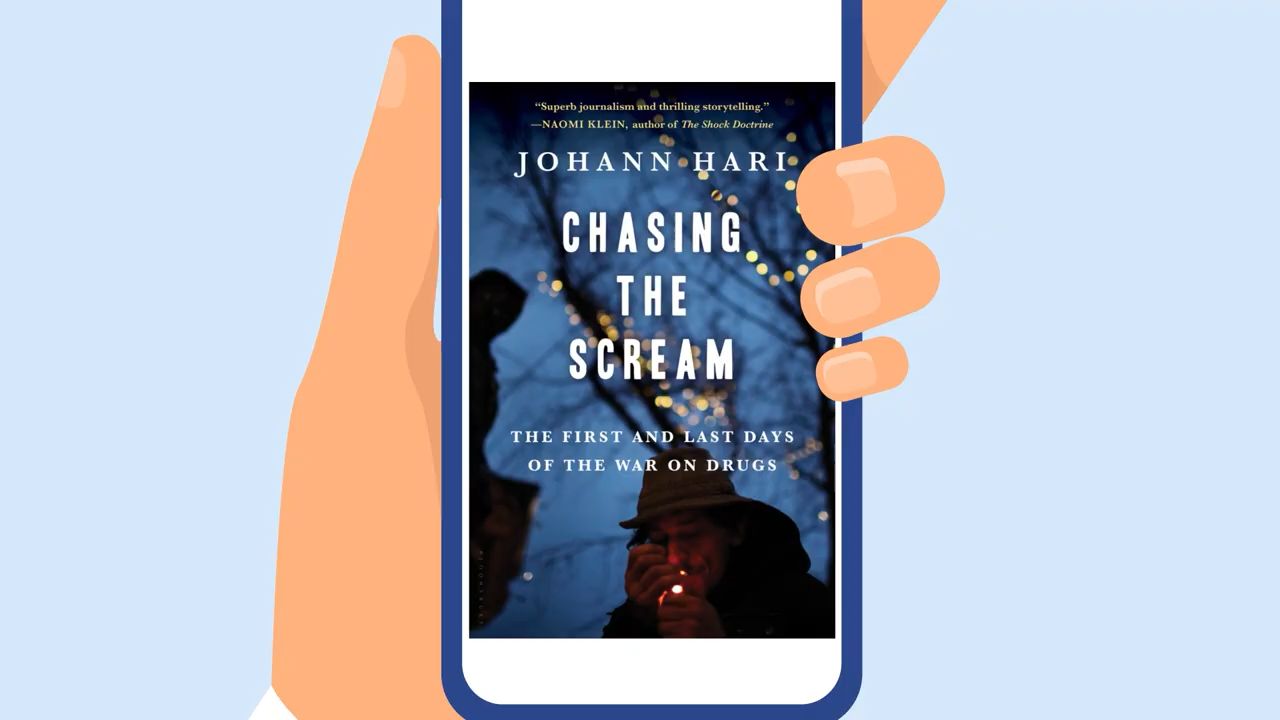 “Superb journalism and thrilling storytelling.”
—NAOMI KLEIN, author of The Shock Doctrine
JOHANN HARI
CHASING
THE
SCREAM
THE FIRST AND LAST DAYS
OF THE WAR ON DRUGS